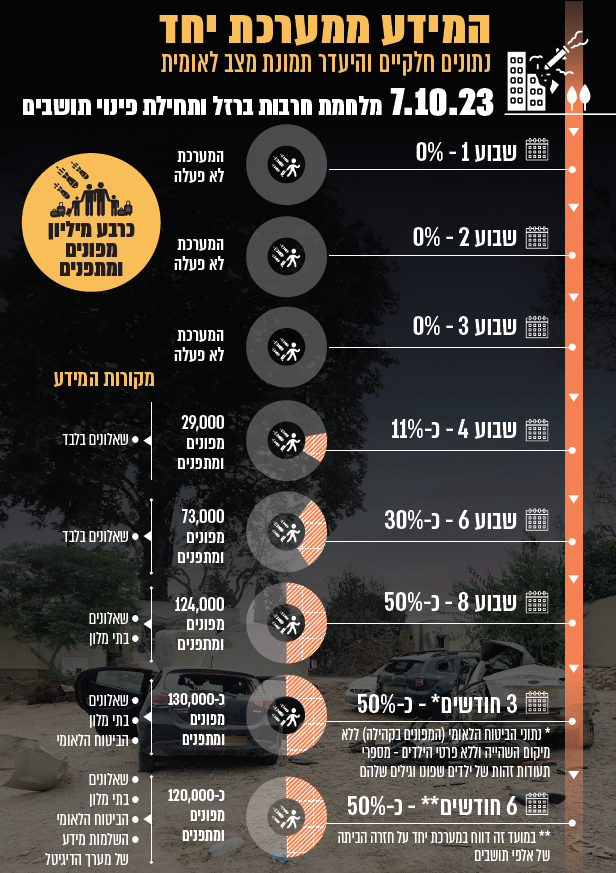 המידע ממערכת יחד
נתונים חלקיים והיעדר תמונת מצב לאומית
7.10.23 מלחמת חרבות ברזל ותחילת פינוי תושבים
כרבע מיליון
מפונים
ומתפנים
שבוע 1 - 0%
המערכת
לא פעלה
שבוע 2 - 0%
המערכת
לא פעלה
שבוע 3 - 0%
המערכת
לא פעלה
מקורות המידע
שבוע 4 - כ-11%
29,000
מפונים
ומתפנים
שאלונים בלבד
שבוע 6 - כ-30%
73,000
מפונים
ומתפנים
שאלונים בלבד
שבוע 8 - כ-50%
124,000
מפונים
ומתפנים
שאלונים
בתי מלון
3 חודשים* - כ-50%
* נתוני הביטוח הלאומי (המפונים בקהילה) ללא
מיקום השהייה וללא פרטי הילדים - מספרי
תעודות זהות של ילדים שפונו וגילים שלהם
כ-130,000
מפונים
ומתפנים
שאלונים
בתי מלון
הביטוח הלאומי
6 חודשים** - כ-50%
** במועד זה דווח במערכת יחד על חזרה הביתה
של אלפי תושבים
כ-120,000
מפונים
ומתפנים
שאלונים
בתי מלון
הביטוח הלאומי
השלמות מידע
של מערך הדיגיטל